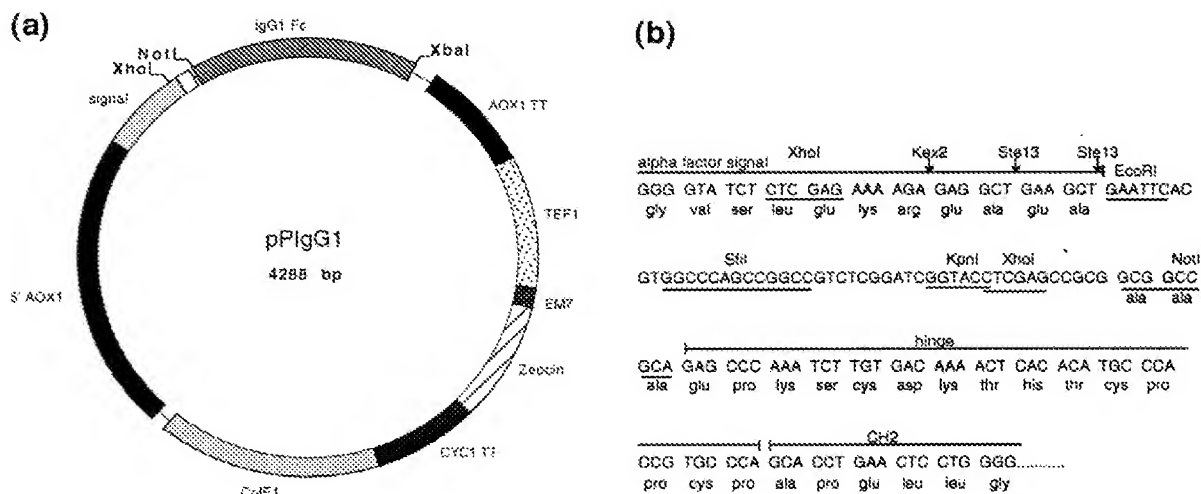 (a)
IgG1 Fc
NotI
XbaI
XhoI
signal
AOX1 TT
TEF1
pPIgG1
4288 bp
5' AOX1
EM7
Zeocin
CYC1 TT
ColE1
(b)
alpha factor signal XhoI Kex2 Ste13 Ste13 EcoRI
GGG GTA TCT CTC GAG AAA AGA GAG GCT GAA GCT GAATTCAC
gly val ser leu glu lys arg glu ala glu ala
SfiI KpnI XhoI NotI
GTGGCCCAGCCGGCCGTCTCGGATCGGTACCTCGAGCCGCG GCG GCC
ala ala
hinge
GCA GAG CCC AAA TCT TGT GAC AAA ACT CAC ACA TGC CCA
ala glu pro lys ser cys asp lys thr his thr cys pro
CH2
CCG TGC CCA GCA CCT GAA CTC CTG GGG............
pro cys pro ala pro glu leu leu gly